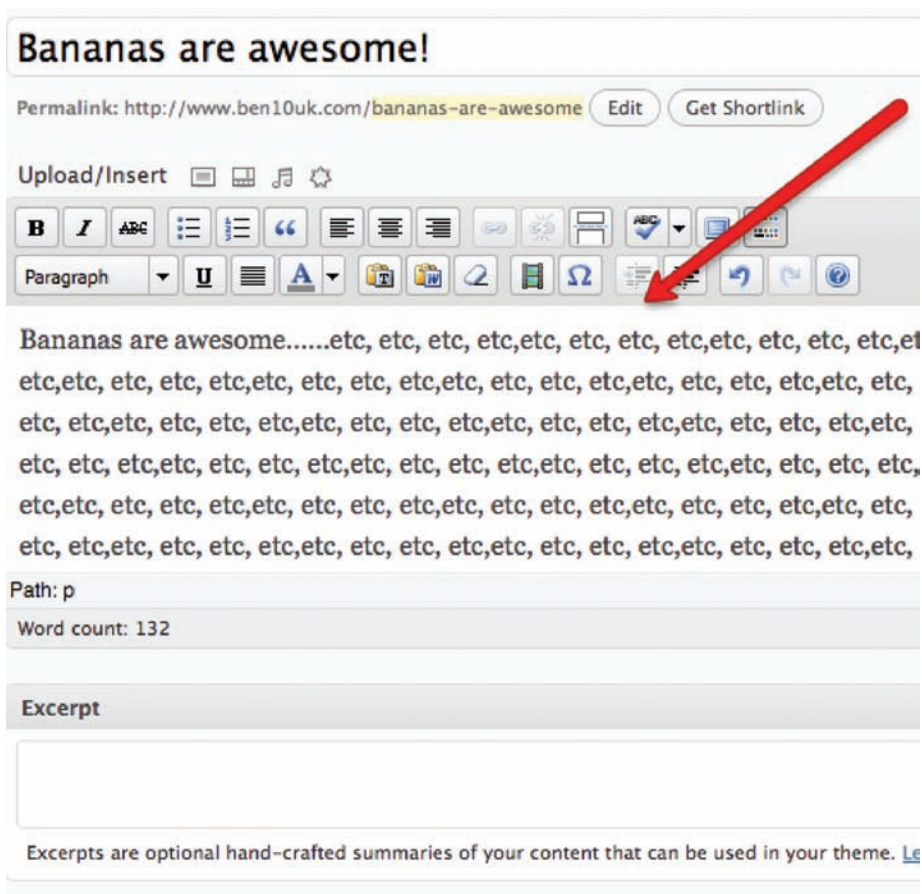 Bananas are awesome!
Permalink: http://www.ben10uk.com/bananas-are-awesome Edit Get Shortlink
Upload/Insert
B I ABC ABC
Paragraph U A T W Ω
Bananas are awesome......etc, etc, etc, etc,etc, etc, etc, etc,etc, etc, etc, etc,et
etc,etc, etc, etc, etc,etc, etc, etc, etc,etc, etc, etc, etc,etc, etc, etc, etc,etc, etc,
etc, etc,etc, etc, etc, etc,etc, etc, etc, etc,etc, etc, etc, etc,etc, etc, etc, etc,etc,
etc, etc, etc,etc, etc, etc, etc,etc, etc, etc, etc,etc, etc, etc, etc,etc, etc, etc, etc,
etc,etc, etc, etc, etc,etc, etc, etc, etc,etc, etc, etc, etc,etc, etc, etc, etc,etc, etc,
etc, etc,etc, etc, etc, etc,etc, etc, etc, etc,etc, etc, etc, etc,etc, etc, etc, etc,etc,
Path: p
Word count: 132
Excerpt
Excerpts are optional hand-crafted summaries of your content that can be used in your theme. Le